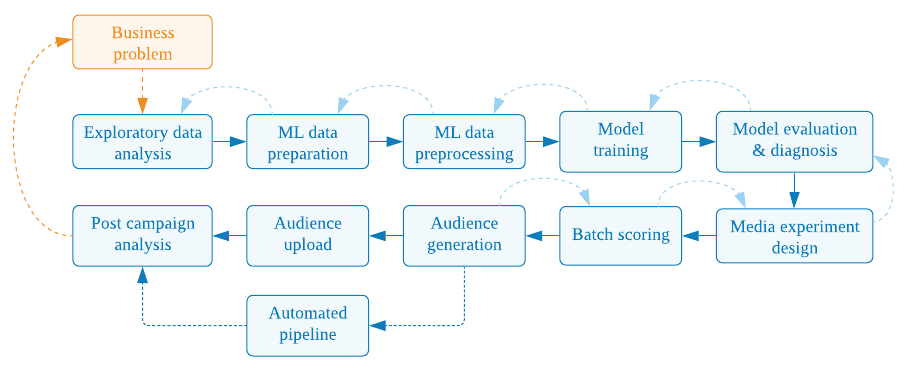 Business
problem
Exploratory data
analysis
ML data
preparation
ML data
preprocessing
Model
training
Model evaluation
& diagnosis
Post campaign
analysis
Audience
upload
Audience
generation
Batch scoring
Media experiment
design
Automated
pipeline